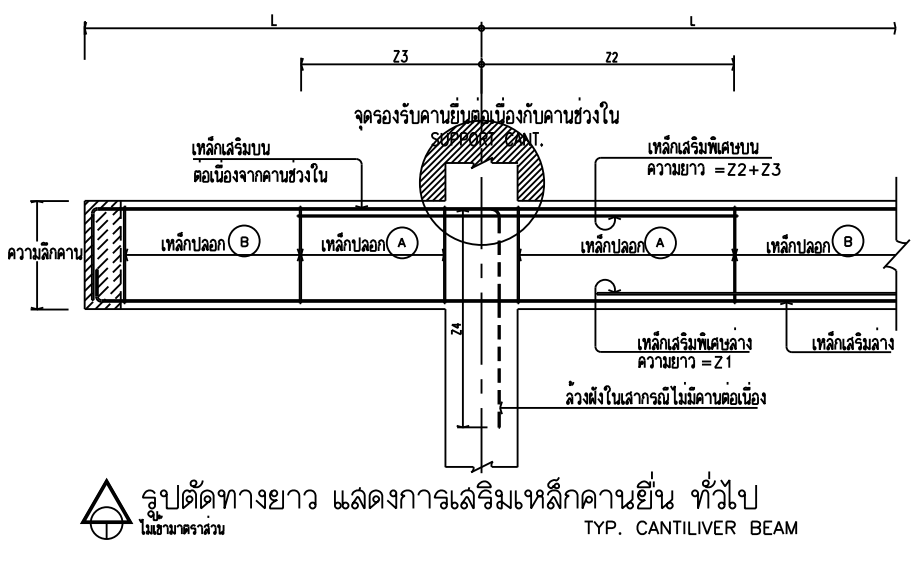 L
L
Z3
Z2
จุดรองรับคานยื่นต่อเนื่องกับคานช่วงใน
SUPPORT CANT.
เหล็กเสริมบน
ต่อเนื่องจากคานช่วงใน
เหล็กเสริมพิเศษบน
ความยาว =Z2+Z3
ความลึกคาน
เหล็กปลอก B
เหล็กปลอก A
เหล็กปลอก A
เหล็กปลอก B
Z4
เหล็กเสริมพิเศษล่าง
ความยาว =Z1
เหล็กเสริมล่าง
ล้วงฝังในเสากรณีไม่มีคานต่อเนื่อง
รูปตัดทางยาว แสดงการเสริมเหล็กคานยื่น ทั่วไป
ไม่เข้ามาตราส่วน
TYP. CANTILIVER BEAM